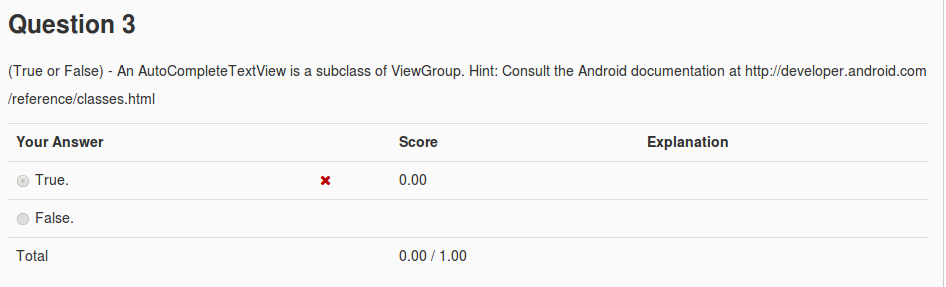 Question 3
(True or False) - An AutoCompleteTextView is a subclass of ViewGroup. Hint: Consult the Android documentation at http://developer.android.com
/reference/classes.html
Your Answer Score Explanation
True. ✖ 0.00
False.
Total 0.00 / 1.00